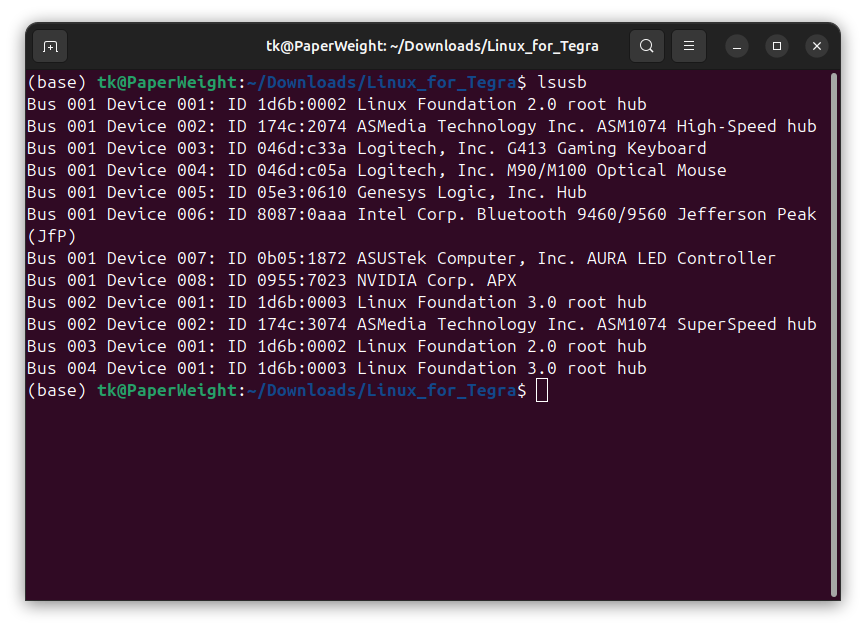 tk@PaperWeight: ~/Downloads/Linux_for_Tegra
(base) tk@PaperWeight:~/Downloads/Linux_for_Tegra$ lsusb
Bus 001 Device 001: ID 1d6b:0002 Linux Foundation 2.0 root hub
Bus 001 Device 002: ID 174c:2074 ASMedia Technology Inc. ASM1074 High-Speed hub
Bus 001 Device 003: ID 046d:c33a Logitech, Inc. G413 Gaming Keyboard
Bus 001 Device 004: ID 046d:c05a Logitech, Inc. M90/M100 Optical Mouse
Bus 001 Device 005: ID 05e3:0610 Genesys Logic, Inc. Hub
Bus 001 Device 006: ID 8087:0aaa Intel Corp. Bluetooth 9460/9560 Jefferson Peak
(JfP)
Bus 001 Device 007: ID 0b05:1872 ASUSTek Computer, Inc. AURA LED Controller
Bus 001 Device 008: ID 0955:7023 NVIDIA Corp. APX
Bus 002 Device 001: ID 1d6b:0003 Linux Foundation 3.0 root hub
Bus 002 Device 002: ID 174c:3074 ASMedia Technology Inc. ASM1074 SuperSpeed hub
Bus 003 Device 001: ID 1d6b:0002 Linux Foundation 2.0 root hub
Bus 004 Device 001: ID 1d6b:0003 Linux Foundation 3.0 root hub
(base) tk@PaperWeight:~/Downloads/Linux_for_Tegra$